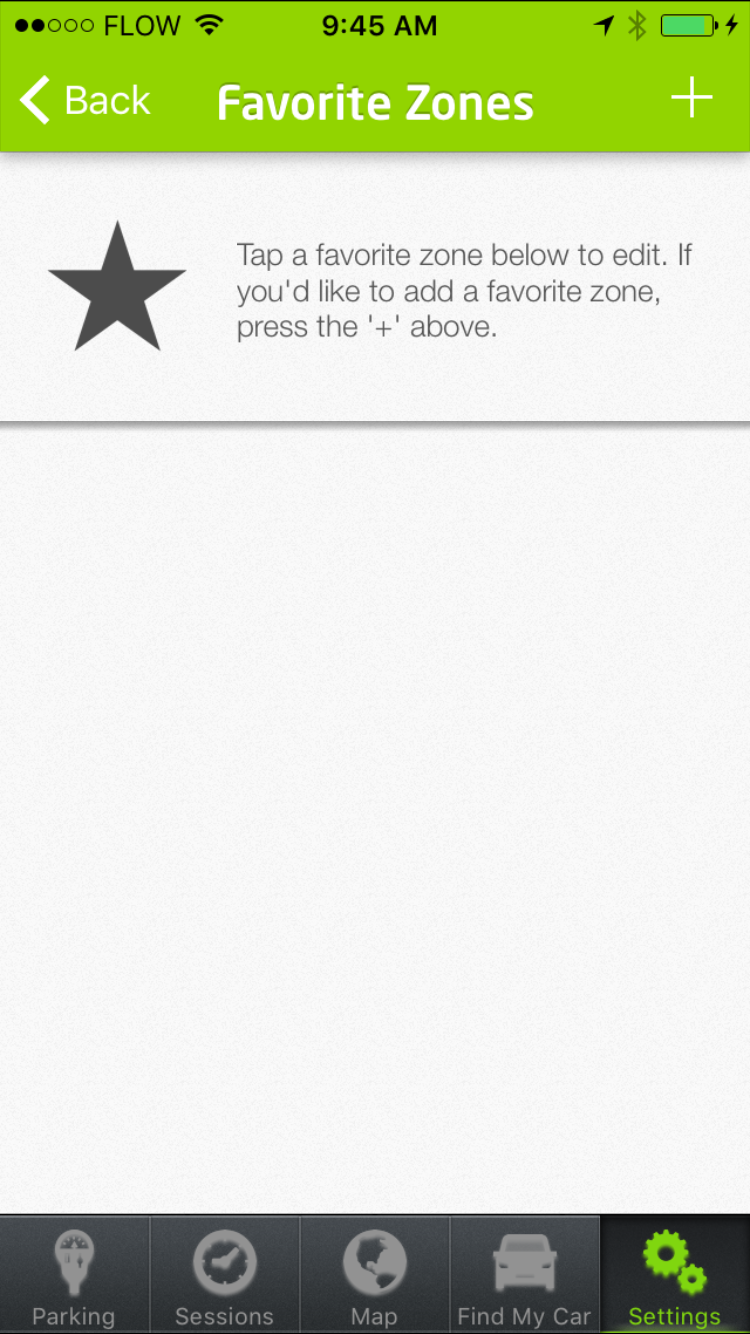 FLOW 9:45 AM
Back Favorite Zones +
Tap a favorite zone below to edit. If
you'd like to add a favorite zone,
press the '+' above.
Parking Sessions Map Find My Car Settings